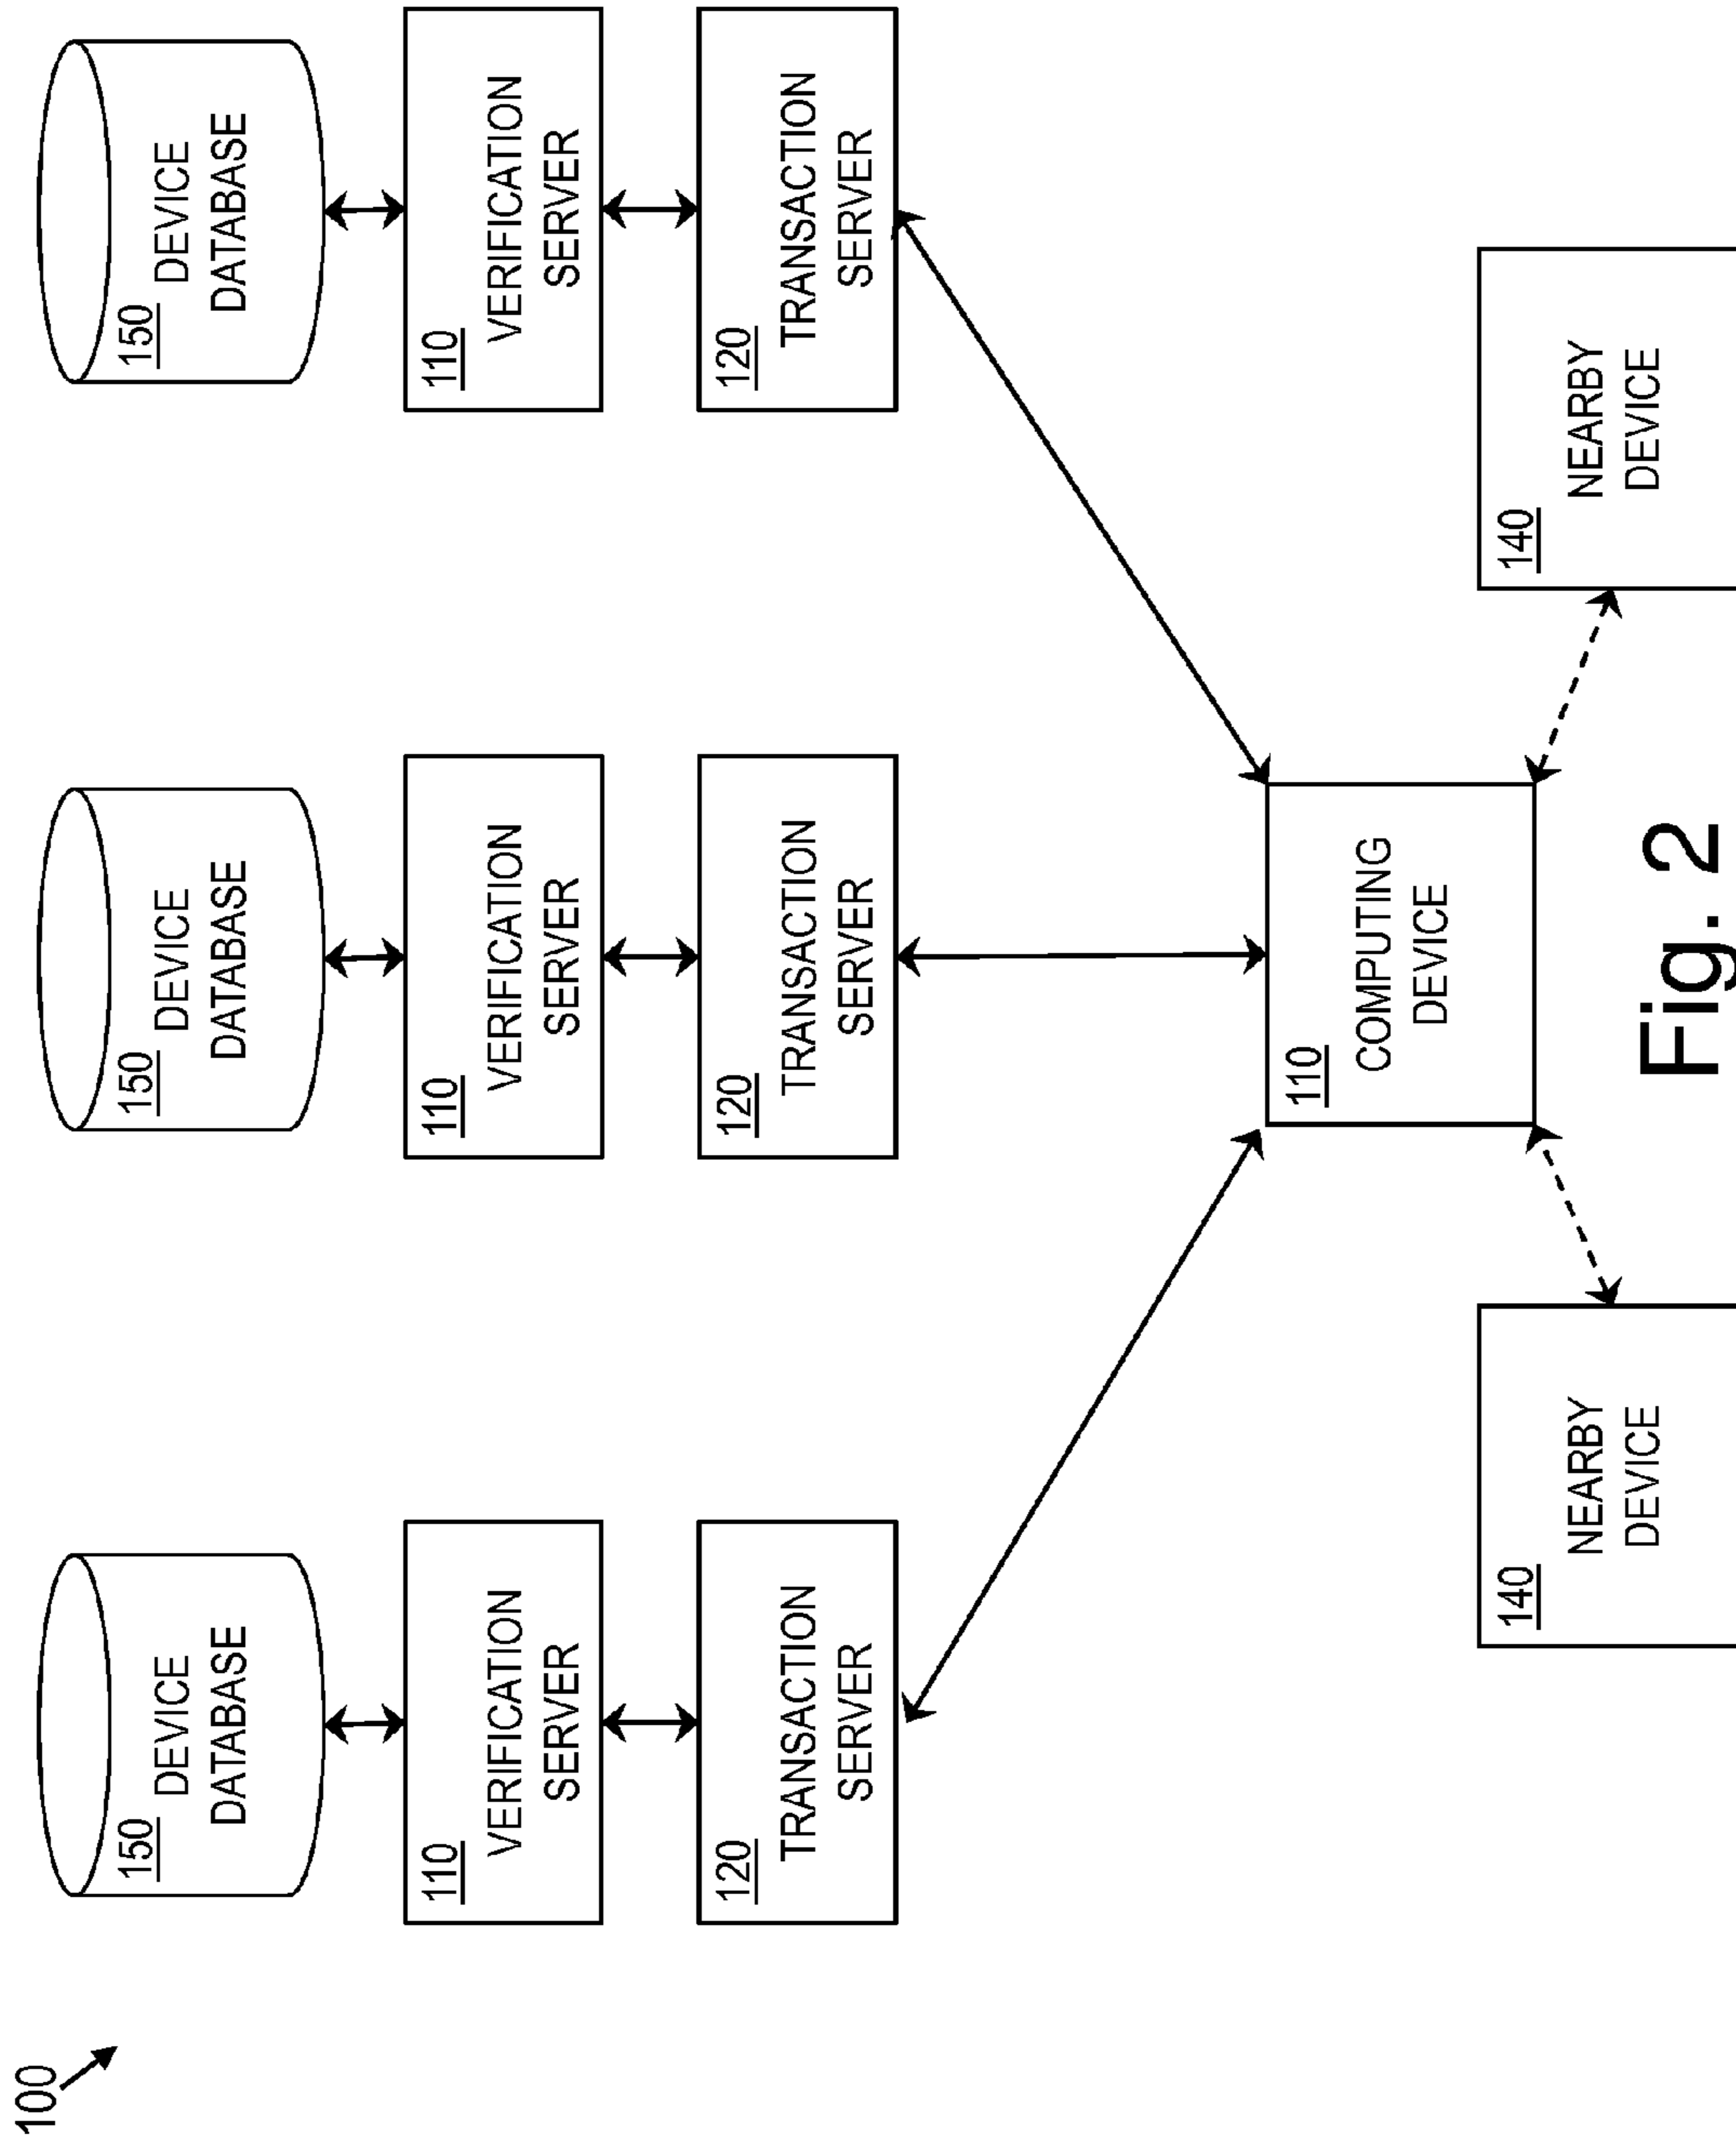 100
150
DEVICE
DATABASE
150
DEVICE
DATABASE
150
DEVICE
DATABASE
110
VERIFICATION
SERVER
110
VERIFICATION
SERVER
110
VERIFICATION
SERVER
120
TRANSACTION
SERVER
120
TRANSACTION
SERVER
120
TRANSACTION
SERVER
110
COMPUTING
DEVICE
140
NEARBY
DEVICE
140
NEARBY
DEVICE
Fig. 2